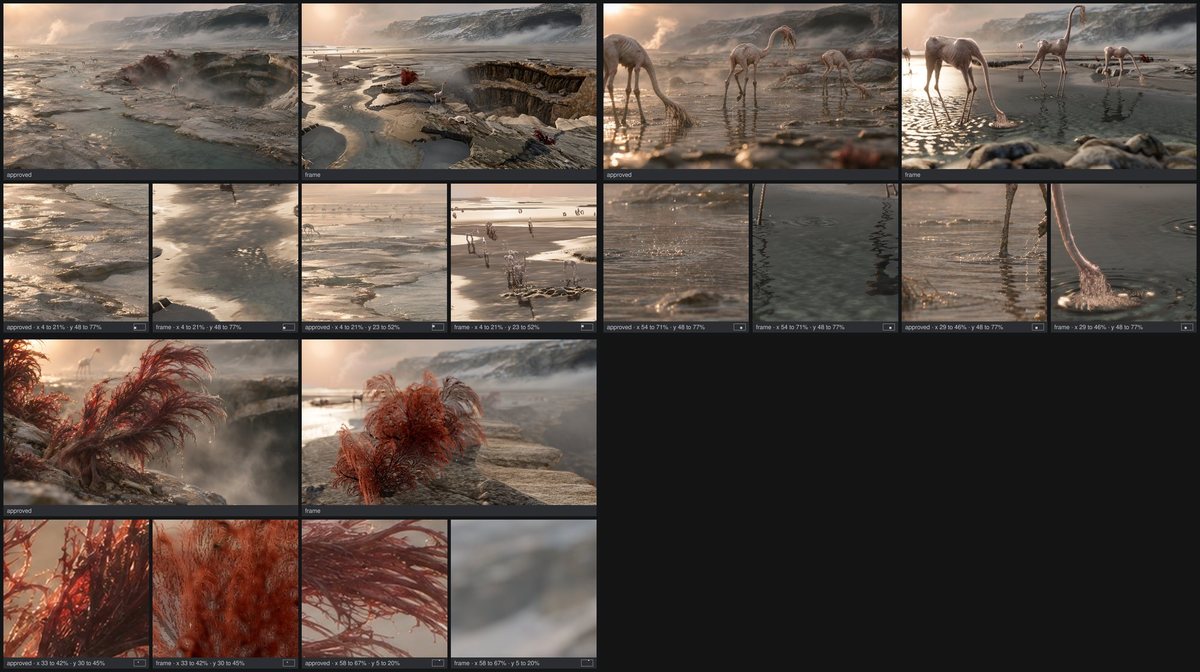 approved
frame
approved
frame
approved · x 4 to 21% · y 48 to 77%
frame · x 4 to 21% · y 48 to 77%
approved · x 4 to 21% · y 23 to 52%
frame · x 4 to 21% · y 23 to 52%
approved · x 54 to 71% · y 48 to 77%
frame · x 54 to 71% · y 48 to 77%
approved · x 29 to 46% · y 48 to 77%
frame · x 29 to 46% · y 48 to 77%
approved
frame
approved · x 33 to 42% · y 30 to 45%
frame · x 33 to 42% · y 30 to 45%
approved · x 58 to 67% · y 5 to 20%
frame · x 58 to 67% · y 5 to 20%